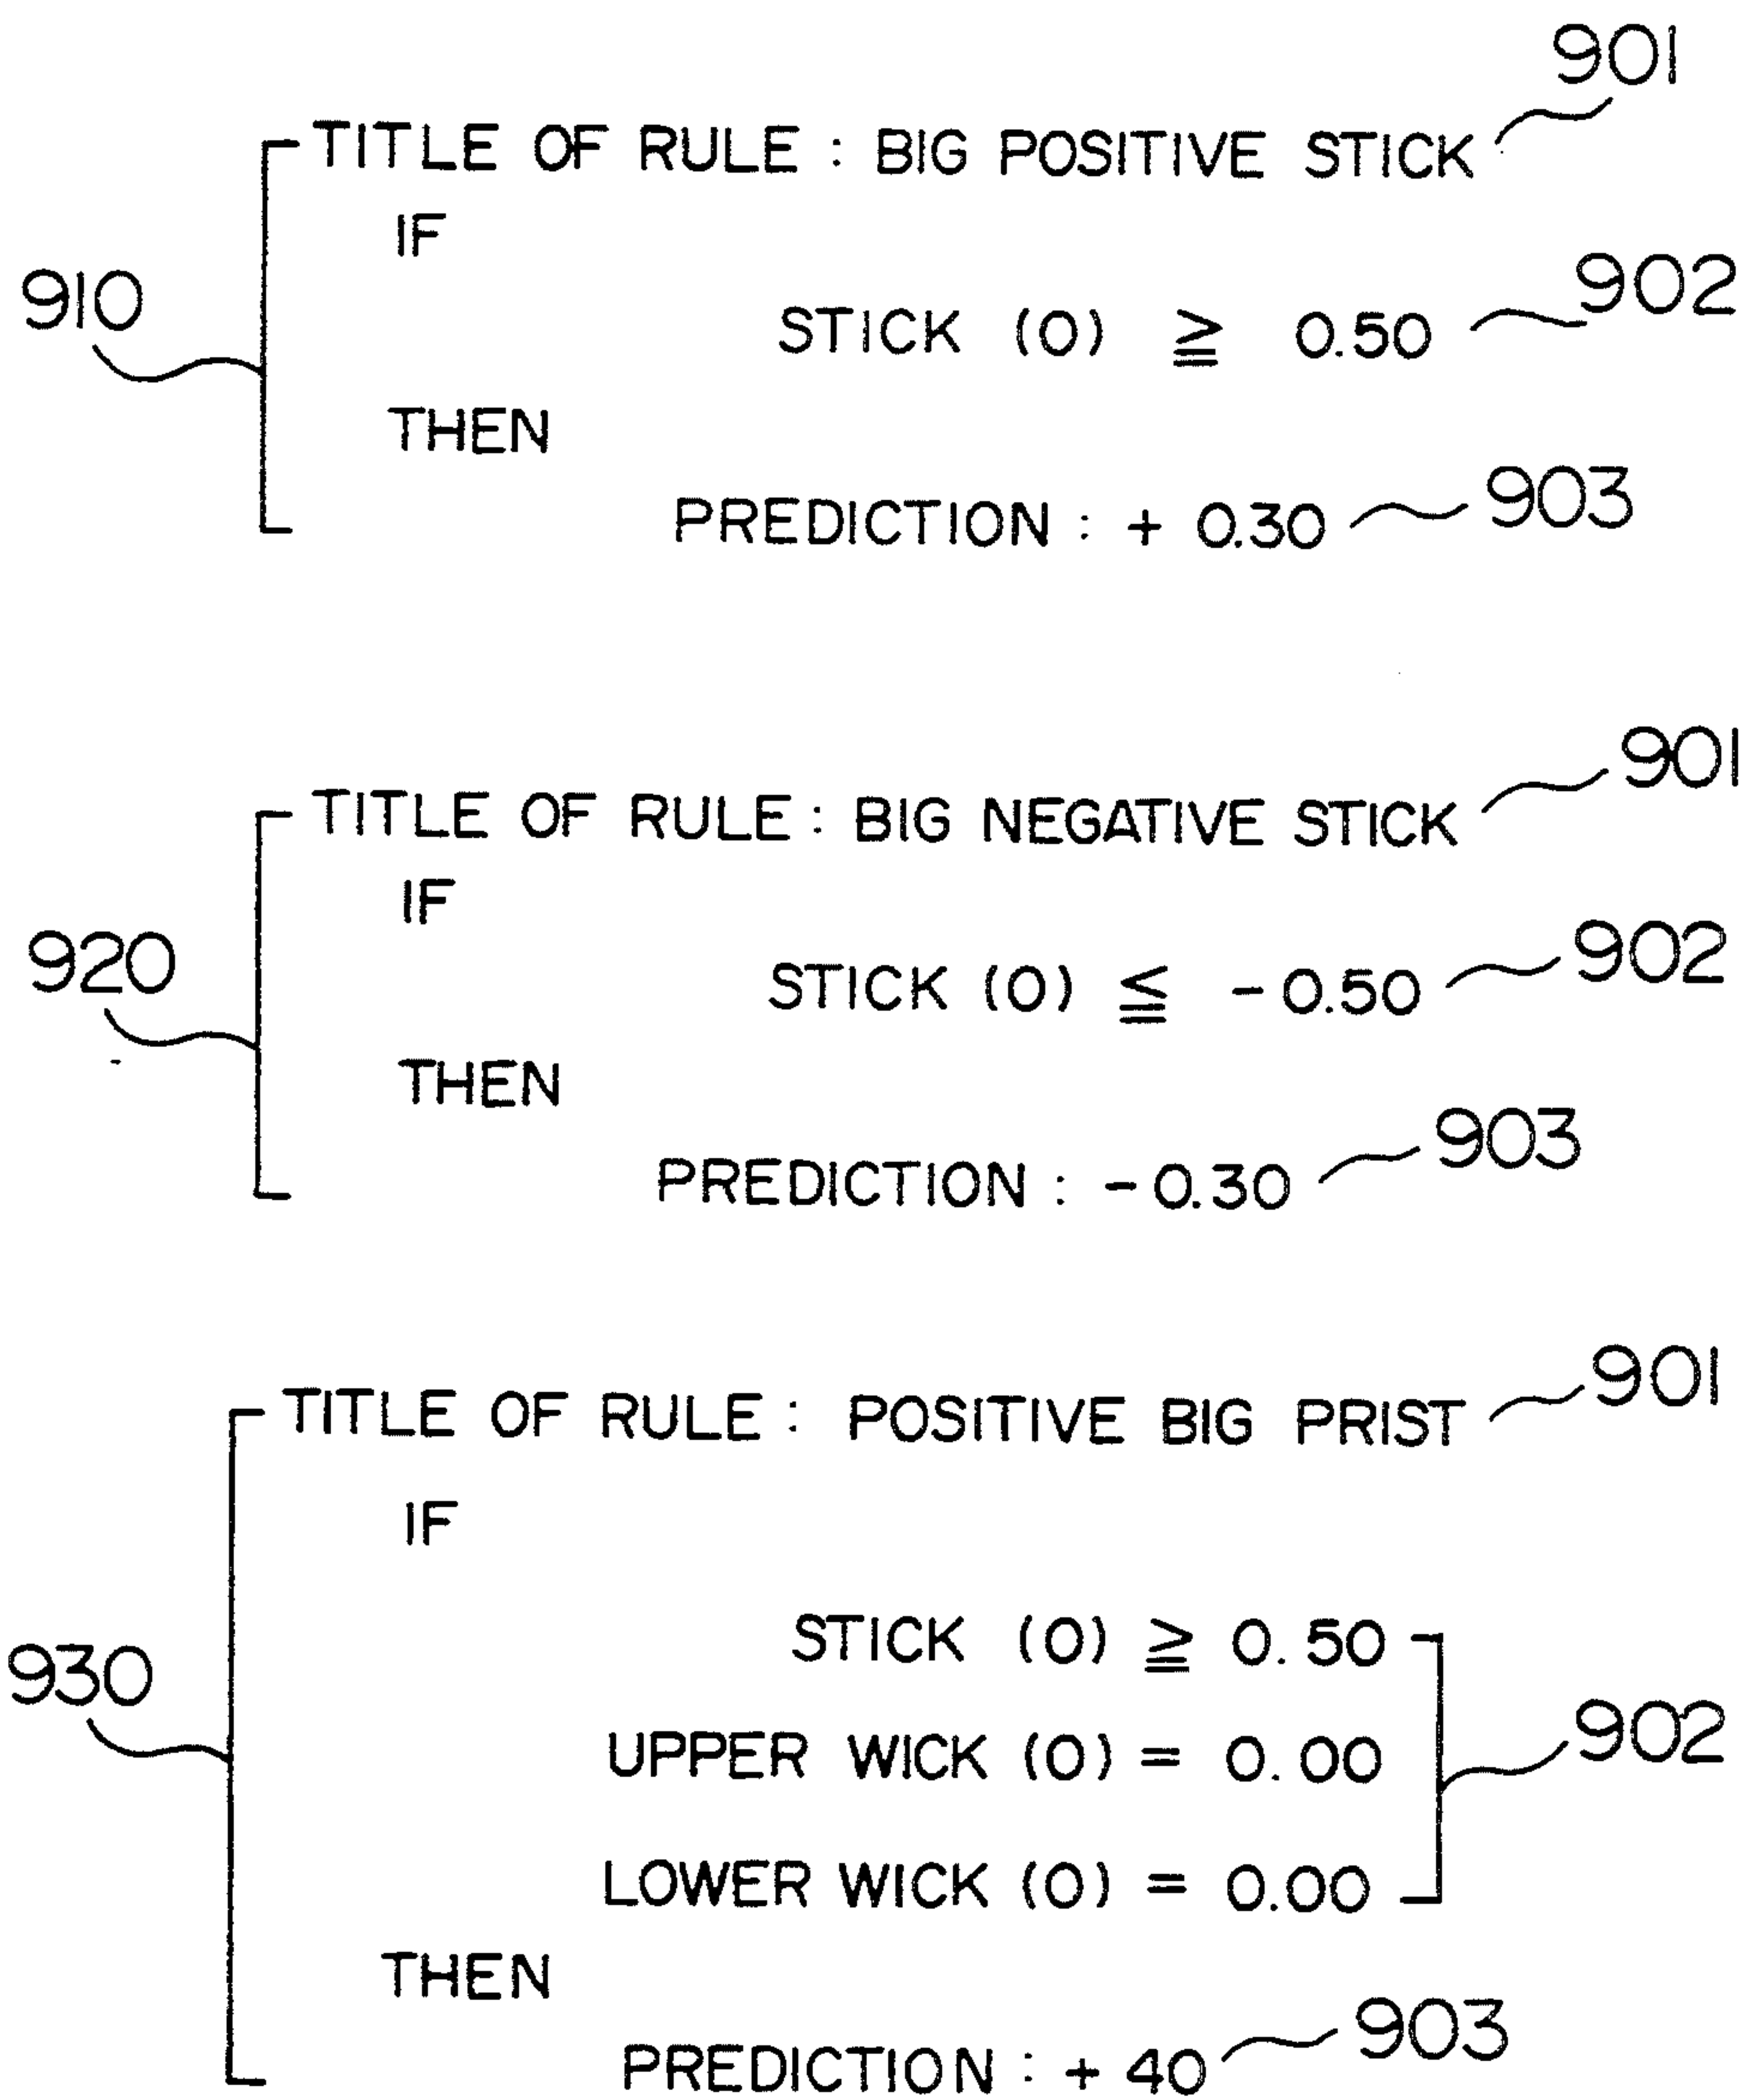 901
TITLE OF RULE : BIG POSITIVE STICK
IF
910
902
STICK (0) ≧ 0.50
THEN
903
PREDICTION : + 0.30
901
TITLE OF RULE : BIG NEGATIVE STICK
IF
920
902
STICK (0) ≦ - 0.50
THEN
903
PREDICTION : - 0.30
901
TITLE OF RULE : POSITIVE BIG PRIST
IF
STICK (0) ≧ 0.50
930
902
UPPER WICK (0) = 0.00
LOWER WICK (0) = 0.00
THEN
903
PREDICTION : + 40